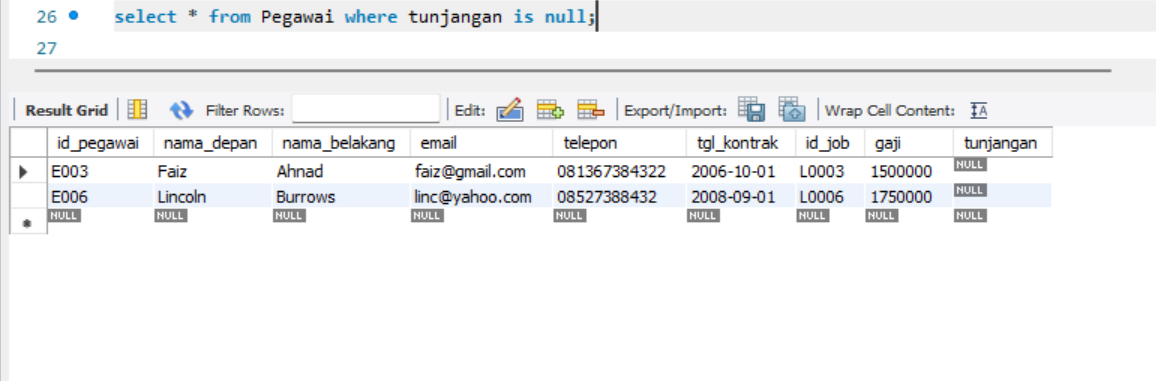 26 select * from Pegawai where tunjangan is null;
27
Result Grid Filter Rows: Edit: Export/Import: Wrap Cell Content:
id_pegawai nama_depan nama_belakang email telepon tgl_kontrak id_job gaji tunjangan
E003 Faiz Ahnad faiz@gmail.com 081367384322 2006-10-01 L0003 1500000 NULL
E006 Lincoln Burrows linc@yahoo.com 08527388432 2008-09-01 L0006 1750000 NULL
NULL NULL NULL NULL NULL NULL NULL NULL NULL